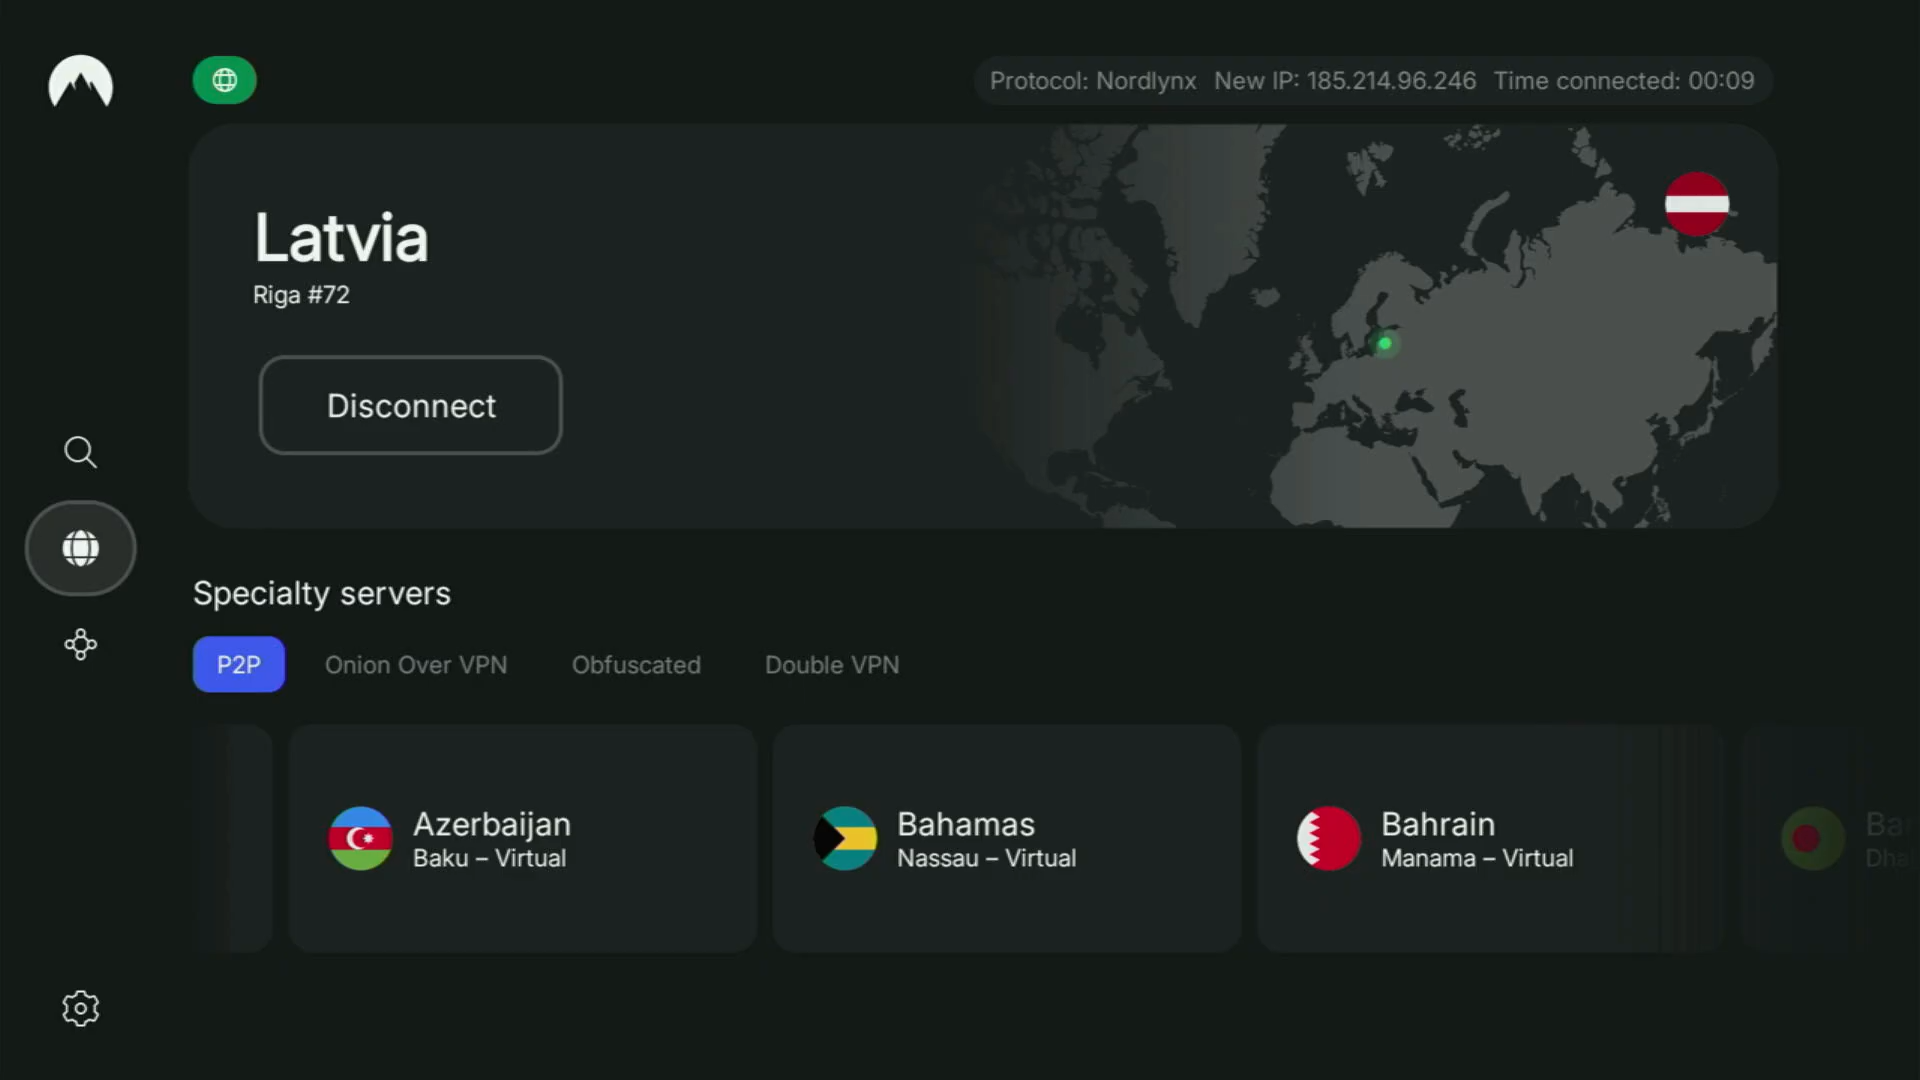 Protocol: Nordlynx New IP: 185.214.96.246 Time connected: 00:09
Latvia
Riga #72
Disconnect
Specialty servers
P2P Onion Over VPN Obfuscated Double VPN
Azerbaijan
Baku – Virtual
Bahamas
Nassau – Virtual
Bahrain
Manama – Virtual